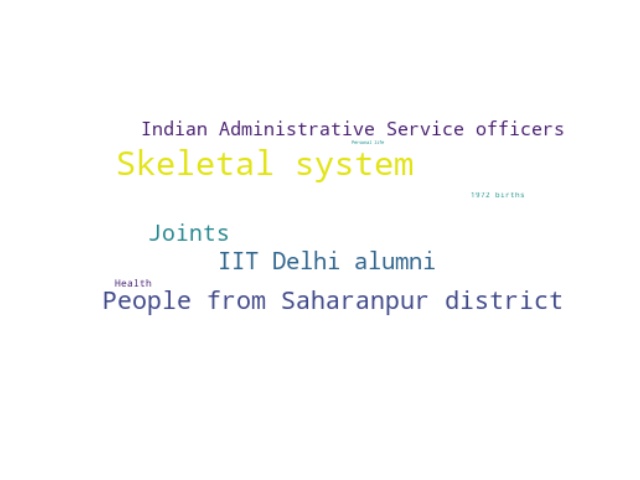 Indian Administrative Service officers
Personal life
Skeletal system
1972 births
Joints
IIT Delhi alumni
Health
People from Saharanpur district